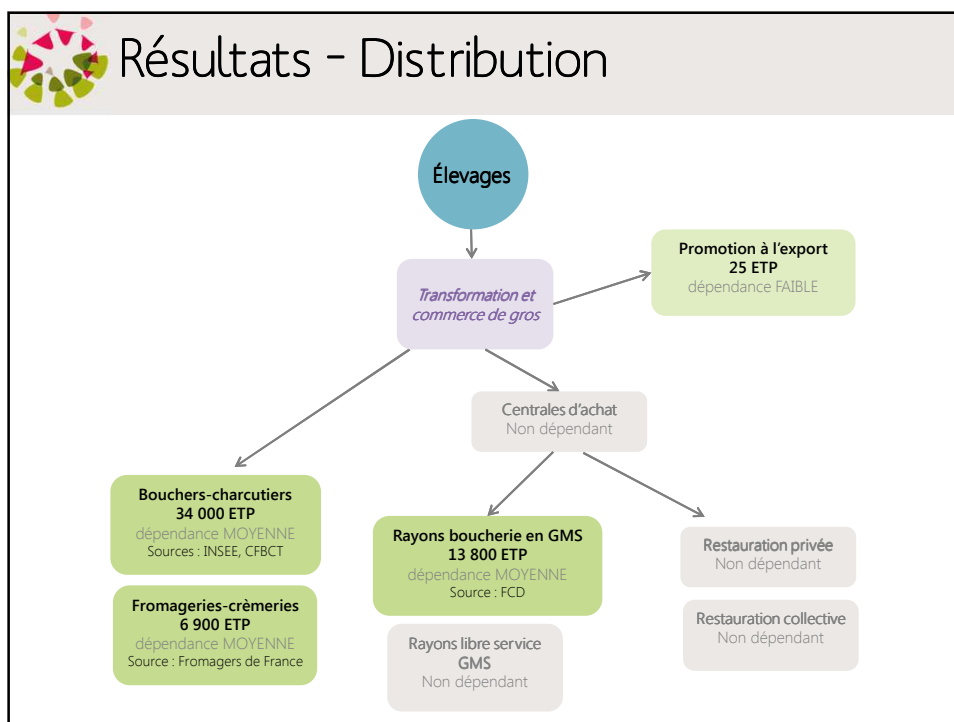 Résultats - Distribution
Élevages
Promotion à l'export
25 ETP
dépendance FAIBLE
Transformation et
commerce de gros
Centrales d'achat
Non dépendant
Bouchers-charcutiers
34 000 ETP
dépendance MOYENNE
Sources : INSEE, CFBCT
Fromageries-crèmeries
6 900 ETP
dépendance MOYENNE
Source : Fromagers de France
Rayons boucherie en GMS
13 800 ETP
dépendance MOYENNE
Source : FCD
Rayons libre service
GMS
Non dépendant
Restauration privée
Non dépendant
Restauration collective
Non dépendant